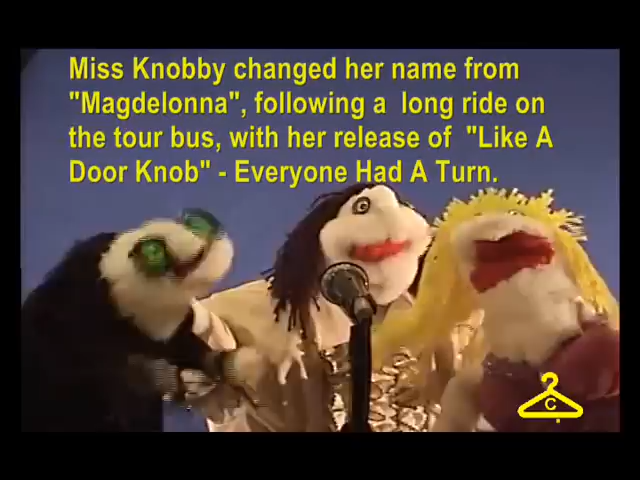 Miss Knobby changed her name from
"Magdelonna", following a long ride on
the tour bus, with her release of "Like A
Door Knob" - Everyone Had A Turn.
C